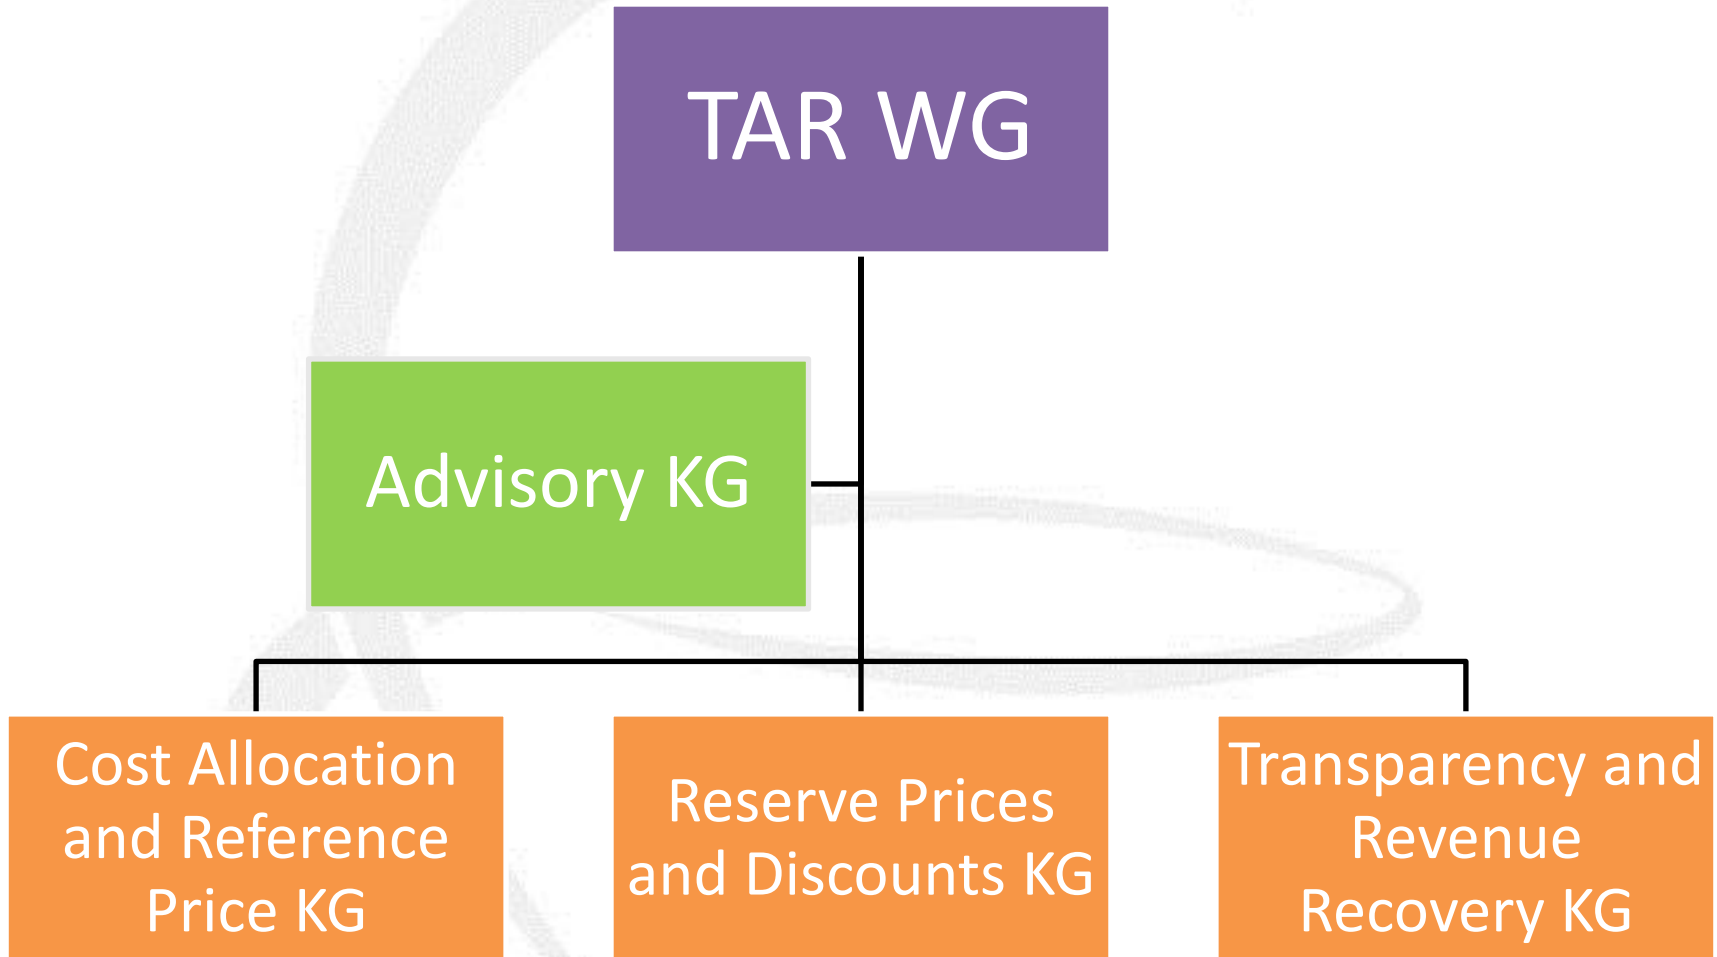 TAR WG
Advisory KG
Cost Allocation
and Reference
Price KG
Reserve Prices
and Discounts KG
Transparency and
Revenue
Recovery KG